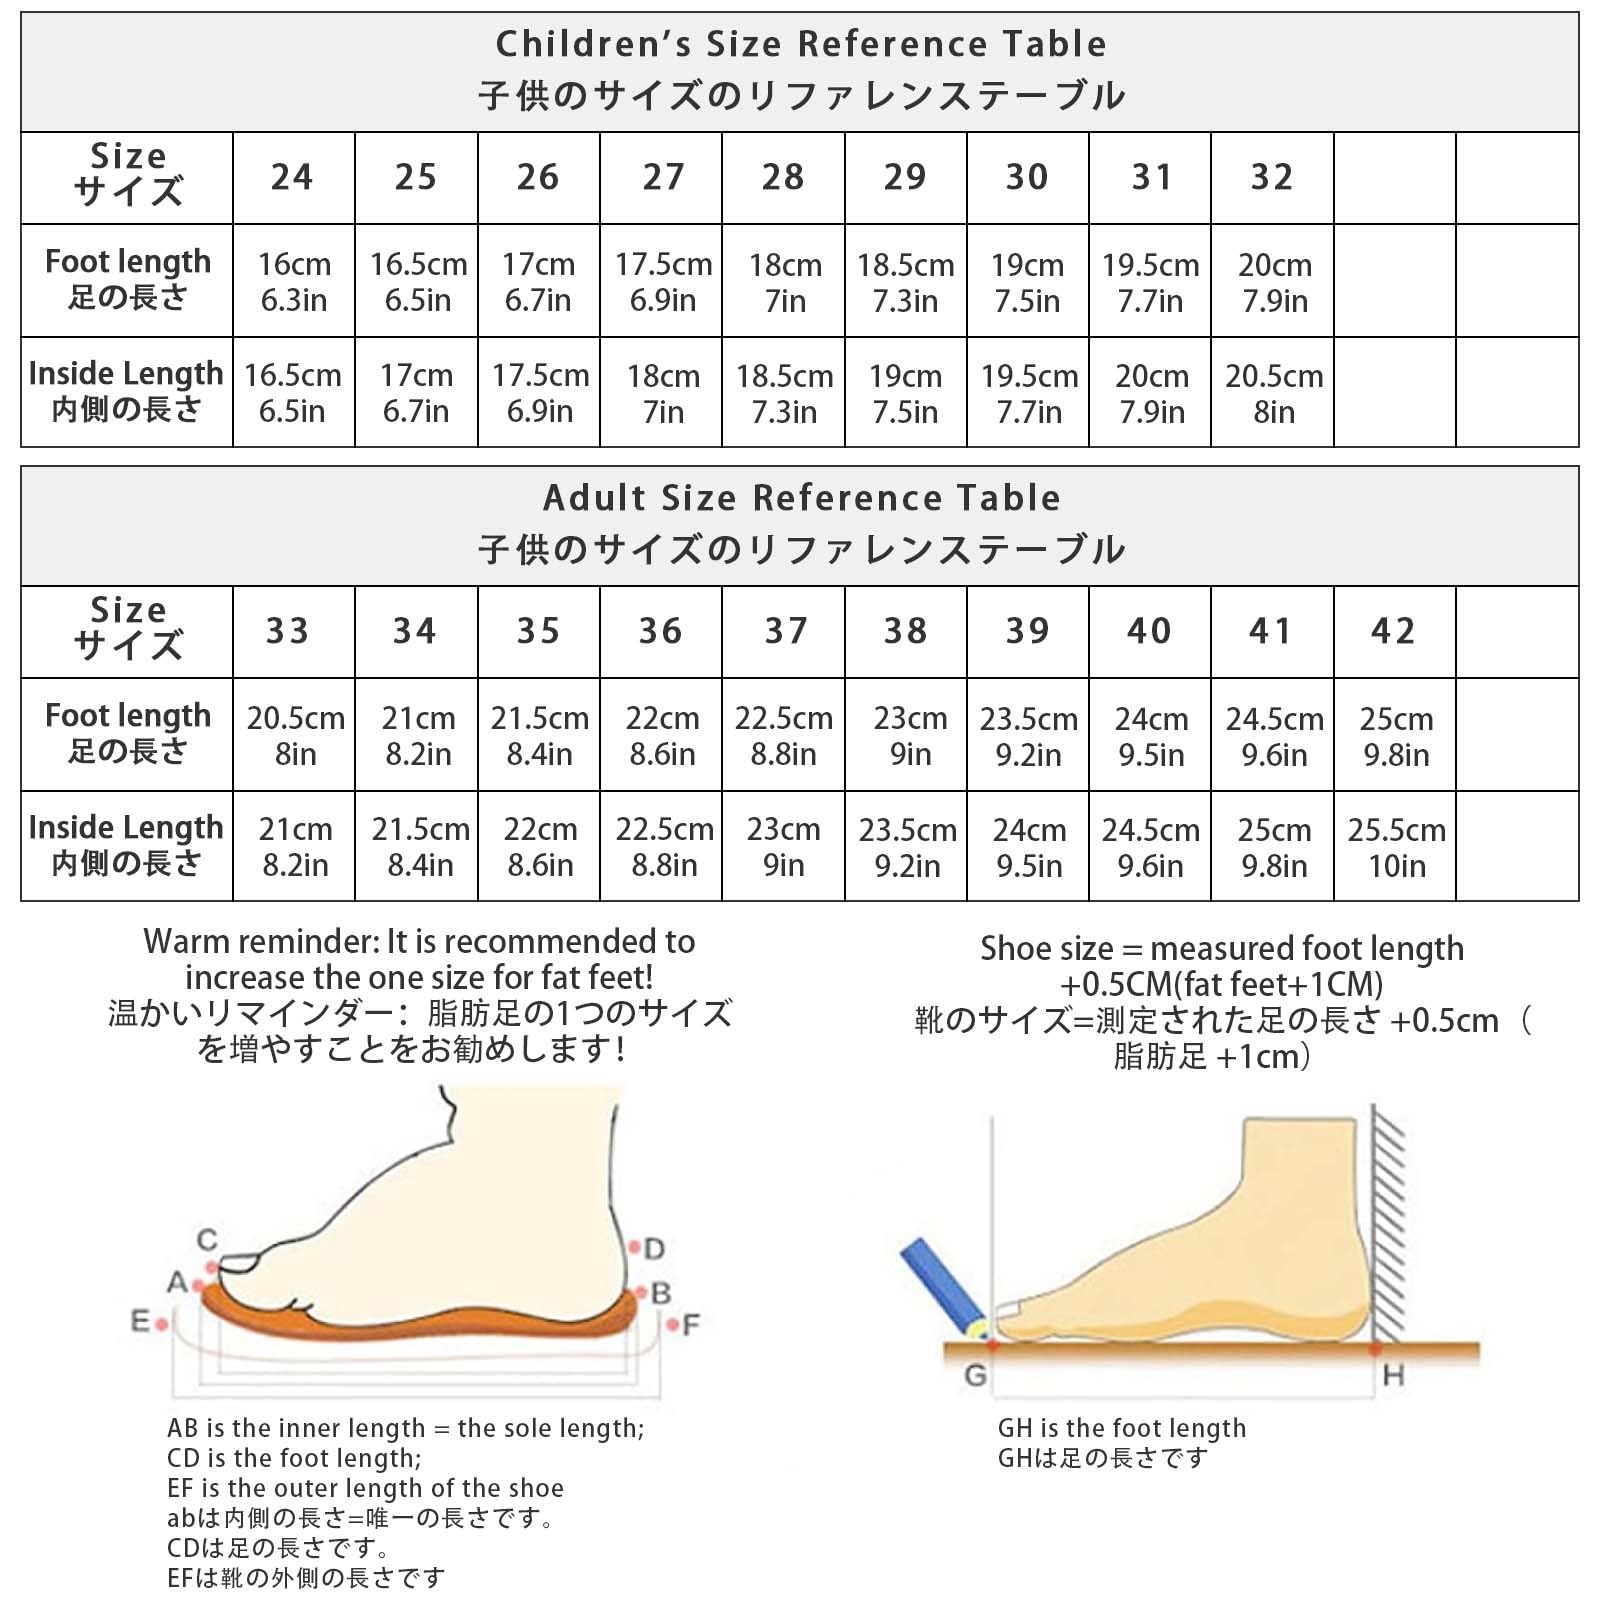 Children's Size Reference Table
子供のサイズのリファレンステーブル
Size 24 25 26 27 28 29 30 31 32
サイズ
Foot length 16cm 16.5cm 17cm 17.5cm 18cm 18.5cm 19cm 19.5cm 20cm
足の長さ 6.3in 6.5in 6.7in 6.9in 7in 7.3in 7.5in 7.7in 7.9in
Inside Length 16.5cm 17cm 17.5cm 18cm 18.5cm 19cm 19.5cm 20cm 20.5cm
内側の長さ 6.5in 6.7in 6.9in 7in 7.3in 7.5in 7.7in 7.9in 8in
Adult Size Reference Table
子供のサイズのリファレンステーブル
Size 33 34 35 36 37 38 39 40 41 42
サイズ
Foot length 20.5cm 21cm 21.5cm 22cm 22.5cm 23cm 23.5cm 24cm 24.5cm 25cm
足の長さ 8in 8.2in 8.4in 8.6in 8.8in 9in 9.2in 9.5in 9.6in 9.8in
Inside Length 21cm 21.5cm 22cm 22.5cm 23cm 23.5cm 24cm 24.5cm 25cm 25.5cm
内側の長さ 8.2in 8.4in 8.6in 8.8in 9in 9.2in 9.5in 9.6in 9.8in 10in
Warm reminder: It is recommended to
increase the one size for fat feet!
温かいリマインダー：脂肪足の1つのサイズ
を増やすことをお勧めします！
Shoe size = measured foot length
+0.5CM(fat feet+1CM)
靴のサイズ=測定された足の長さ +0.5cm（
脂肪足 +1cm）
C
D
A
B
E
F
G
H
AB is the inner length = the sole length;
CD is the foot length;
EF is the outer length of the shoe
abは内側の長さ=唯一の長さです。
CDは足の長さです。
EFは靴の外側の長さです
GH is the foot length
GHは足の長さです